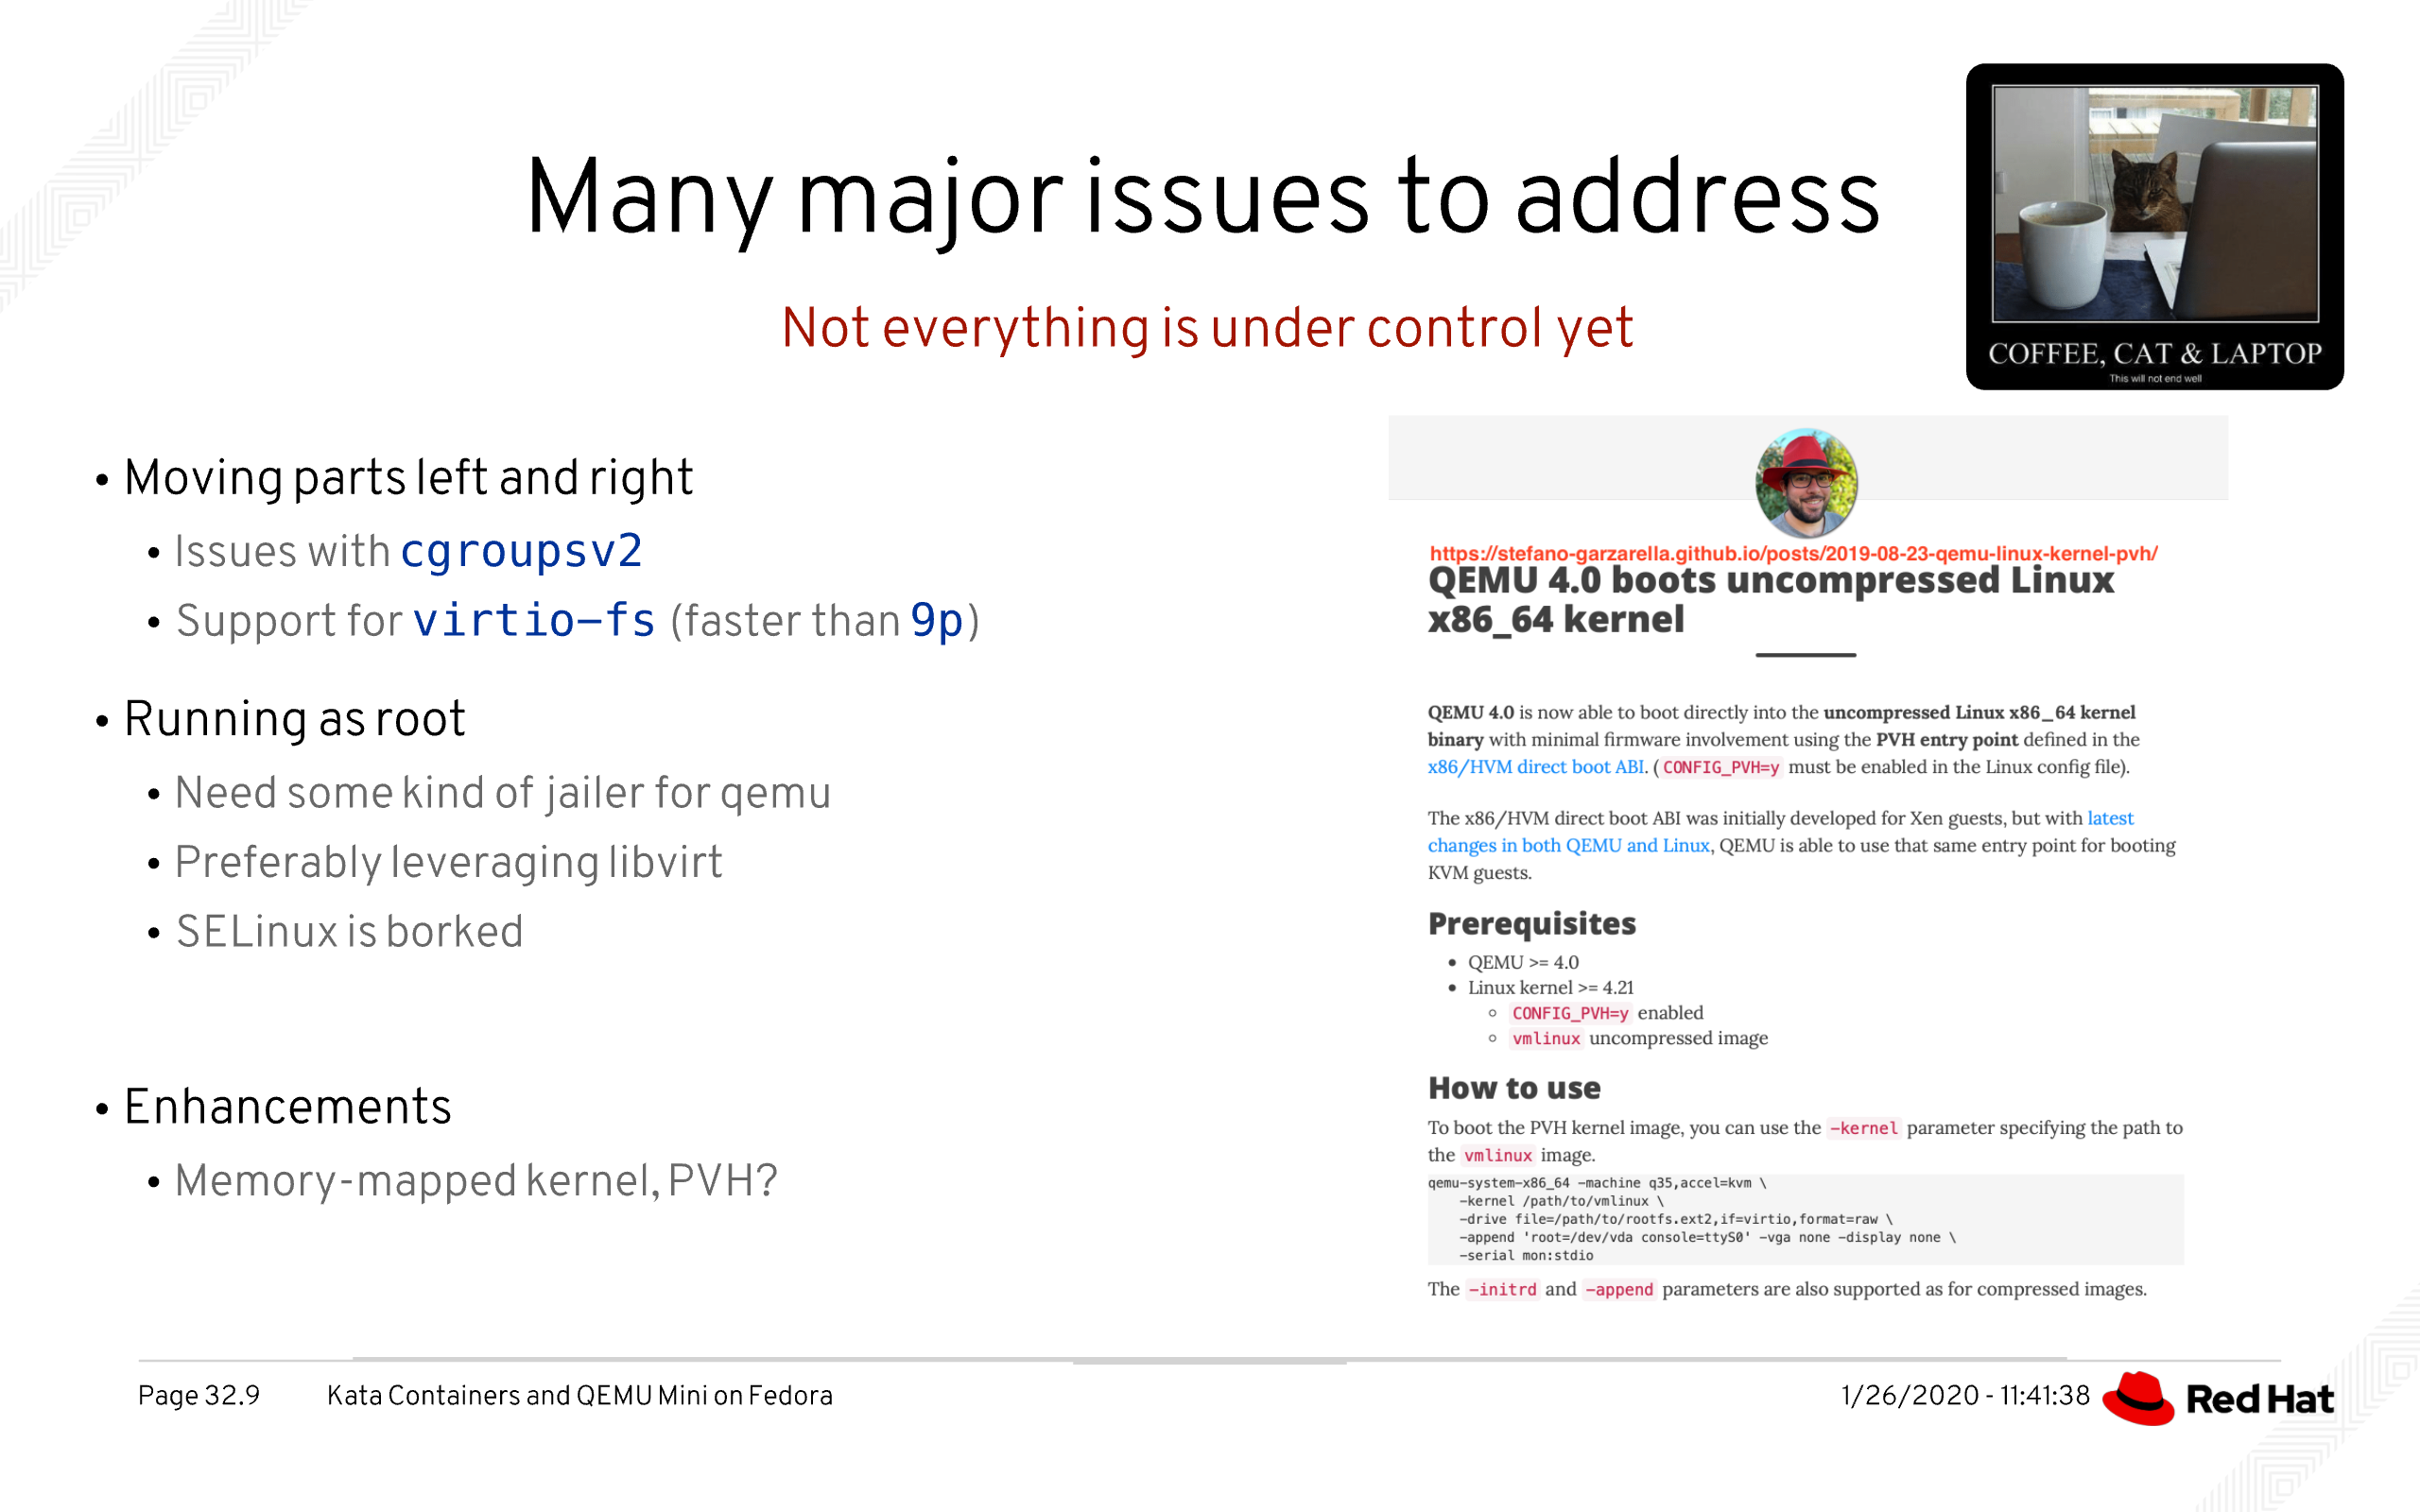 Many major issues to address
Not everything is under control yet
COFFEE, CAT & LAPTOP
This will not end well
• Moving parts left and right
• Issues with cgroupsv2
• Support for virtio-fs (faster than 9p)
• Running as root
• Need some kind of jailer for qemu
• Preferably leveraging libvirt
• SELinux is borked
• Enhancements
• Memory-mapped kernel, PVH?
https://stefano-garzarella.github.io/posts/2019-08-23-qemu-linux-kernel-pvh/
QEMU 4.0 boots uncompressed Linux
x86_64 kernel
QEMU 4.0 is now able to boot directly into the uncompressed Linux x86_64 kernel
binary with minimal firmware involvement using the PVH entry point defined in the
x86/HVM direct boot ABI. ( CONFIG_PVH=y must be enabled in the Linux config file).
The x86/HVM direct boot ABI was initially developed for Xen guests, but with latest
changes in both QEMU and Linux, QEMU is able to use that same entry point for booting
KVM guests.
Prerequisites
• QEMU >= 4.0
• Linux kernel >= 4.21
◦ CONFIG_PVH=y enabled
◦ vmlinux uncompressed image
How to use
To boot the PVH kernel image, you can use the -kernel parameter specifying the path to
the vmlinux image.
qemu-system-x86_64 -machine q35,accel=kvm \
-kernel /path/to/vmlinux \
-drive file=/path/to/rootfs.ext2,if=virtio,format=raw \
-append 'root=/dev/vda console=ttyS0' -vga none -display none \
-serial mon:stdio
The -initrd and -append parameters are also supported as for compressed images.
Page 32.9 Kata Containers and QEMU Mini on Fedora 1/26/2020 - 11:41:38 Red Hat